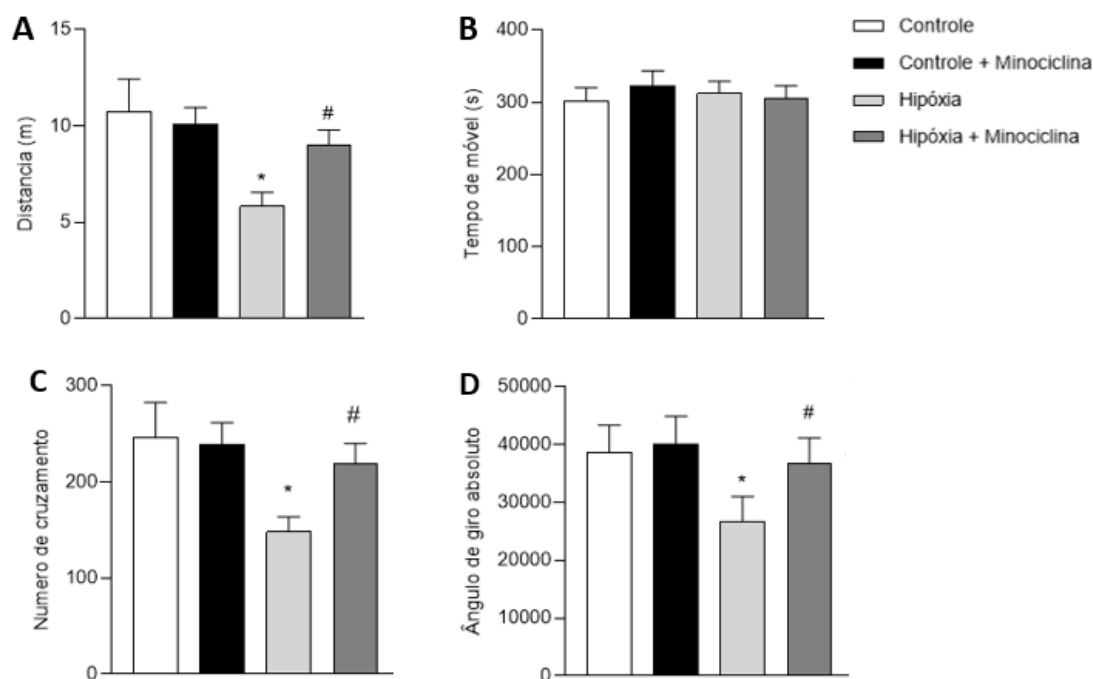 A
Distancia (m)
15
10
5
0
*
#
B
Tempo de móvel (s)
400
300
200
100
0
Controle
Controle + Minociclina
Hipóxia
Hipóxia + Minociclina
C
Numero de cruzamento
300
200
100
0
*
#
D
Ângulo de giro absoluto
50000
40000
30000
20000
10000
0
*
#